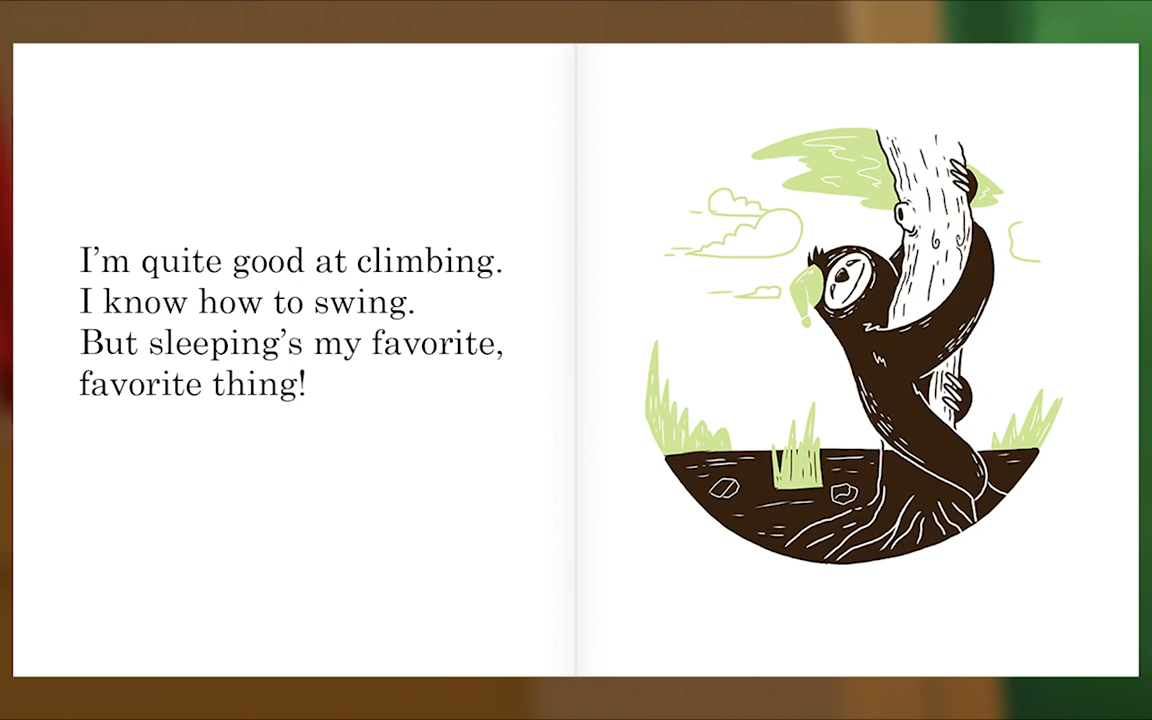 I’m quite good at climbing.
I know how to swing.
But sleeping’s my favorite,
favorite thing!